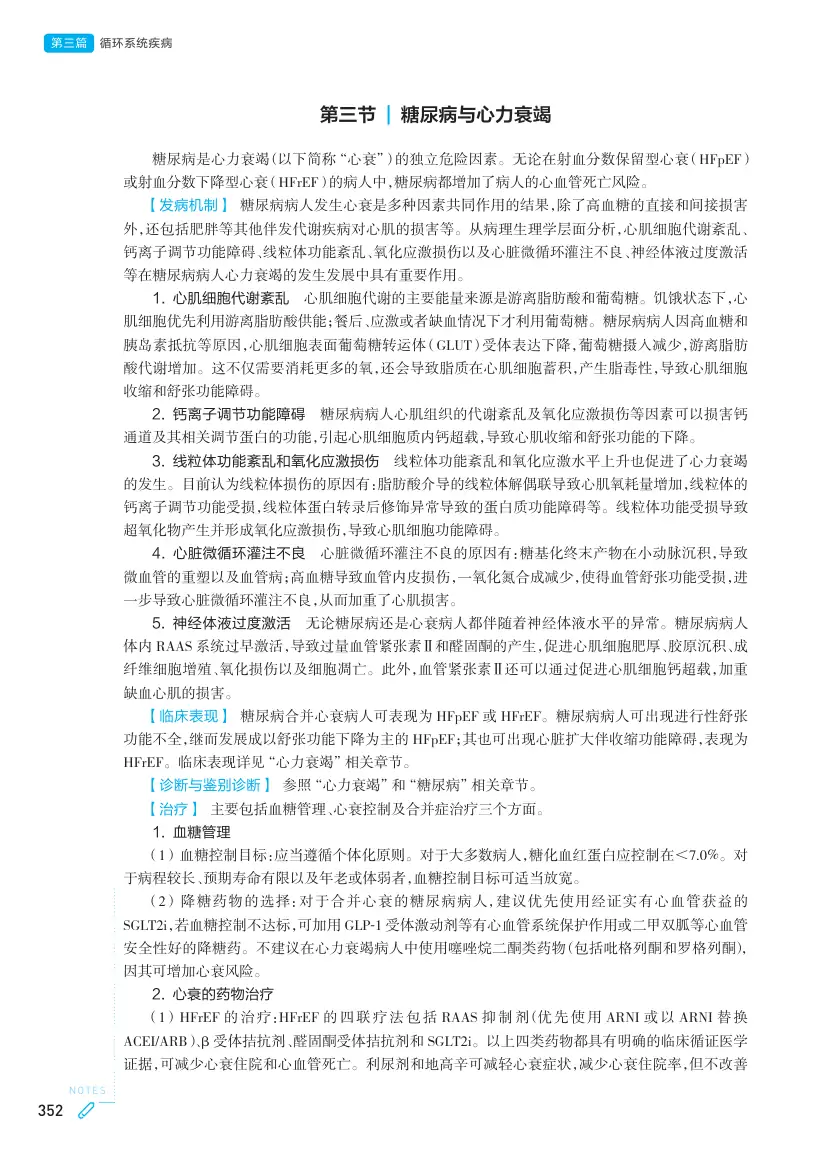 第三篇 循环系统疾病
第三节 | 糖尿病与心力衰竭
糖尿病是心力衰竭(以下简称“心衰”)的独立危险因素。无论在射血分数保留型心衰(HFpEF)
或射血分数下降型心衰(HFrEF)的病人中,糖尿病都增加了病人的心血管死亡风险。
【发病机制】 糖尿病病人发生心衰是多种因素共同作用的结果,除了高血糖的直接和间接损害
外,还包括肥胖等其他伴发代谢疾病对心肌的损害等。从病理生理学层面分析,心肌细胞代谢紊乱、
钙离子调节功能障碍、线粒体功能紊乱、氧化应激损伤以及心脏微循环灌注不良、神经体液过度激活
等在糖尿病病人心力衰竭的发生发展中具有重要作用。
1. 心肌细胞代谢紊乱 心肌细胞代谢的主要能量来源是游离脂肪酸和葡萄糖。饥饿状态下,心
肌细胞优先利用游离脂肪酸供能;餐后、应激或者缺血情况下才利用葡萄糖。糖尿病病人因高血糖和
胰岛素抵抗等原因,心肌细胞表面葡萄糖转运体(GLUT)受体表达下降,葡萄糖摄入减少,游离脂肪
酸代谢增加。这不仅需要消耗更多的氧,还会导致脂质在心肌细胞蓄积,产生脂毒性,导致心肌细胞
收缩和舒张功能障碍。
2. 钙离子调节功能障碍 糖尿病病人心肌组织的代谢紊乱及氧化应激损伤等因素可以损害钙
通道及其相关调节蛋白的功能,引起心肌细胞质内钙超载,导致心肌收缩和舒张功能的下降。
3. 线粒体功能紊乱和氧化应激损伤 线粒体功能紊乱和氧化应激水平上升也促进了心力衰竭
的发生。目前认为线粒体损伤的原因有:脂肪酸介导的线粒体解偶联导致心肌氧耗量增加,线粒体的
钙离子调节功能受损,线粒体蛋白转录后修饰异常导致的蛋白质功能障碍等。线粒体功能受损导致
超氧化物产生并形成氧化应激损伤,导致心肌细胞功能障碍。
4. 心脏微循环灌注不良 心脏微循环灌注不良的原因有:糖基化终末产物在小动脉沉积,导致
微血管的重塑以及血管病;高血糖导致血管内皮损伤,一氧化氮合成减少,使得血管舒张功能受损,进
一步导致心脏微循环灌注不良,从而加重了心肌损害。
5. 神经体液过度激活 无论糖尿病还是心衰病人都伴随着神经体液水平的异常。糖尿病病人
体内 RAAS 系统过早激活,导致过量血管紧张素Ⅱ和醛固酮的产生,促进心肌细胞肥厚、胶原沉积、成
纤维细胞增殖、氧化损伤以及细胞凋亡。此外,血管紧张素Ⅱ还可以通过促进心肌细胞钙超载,加重
缺血心肌的损害。
【临床表现】 糖尿病合并心衰病人可表现为 HFpEF 或 HFrEF。糖尿病病人可出现进行性舒张
功能不全,继而发展成以舒张功能下降为主的 HFpEF;其也可出现心脏扩大伴收缩功能障碍,表现为
HFrEF。临床表现详见“心力衰竭”相关章节。
【诊断与鉴别诊断】 参照“心力衰竭”和“糖尿病”相关章节。
【治疗】 主要包括血糖管理、心衰控制及合并症治疗三个方面。
1. 血糖管理
(1)血糖控制目标:应当遵循个体化原则。对于大多数病人,糖化血红蛋白应控制在<7.0%。对
于病程较长、预期寿命有限以及年老或体弱者,血糖控制目标可适当放宽。
(2)降糖药物的选择:对于合并心衰的糖尿病病人,建议优先使用经证实有心血管获益的
SGLT2i,若血糖控制不达标,可加用 GLP-1 受体激动剂等有心血管系统保护作用或二甲双胍等心血管
安全性好的降糖药。不建议在心力衰竭病人中使用噻唑烷二酮类药物(包括吡格列酮和罗格列酮),
因其可增加心衰风险。
2. 心衰的药物治疗
(1)HFrEF 的治疗:HFrEF 的四联疗法包括 RAAS 抑制剂(优先使用 ARNI 或以 ARNI 替换
ACEI/ARB)、β 受体拮抗剂、醛固酮受体拮抗剂和 SGLT2i。以上四类药物都具有明确的临床循证医学
证据,可减少心衰住院和心血管死亡。利尿剂和地高辛可减轻心衰症状,减少心衰住院率,但不改善
NOTES
352